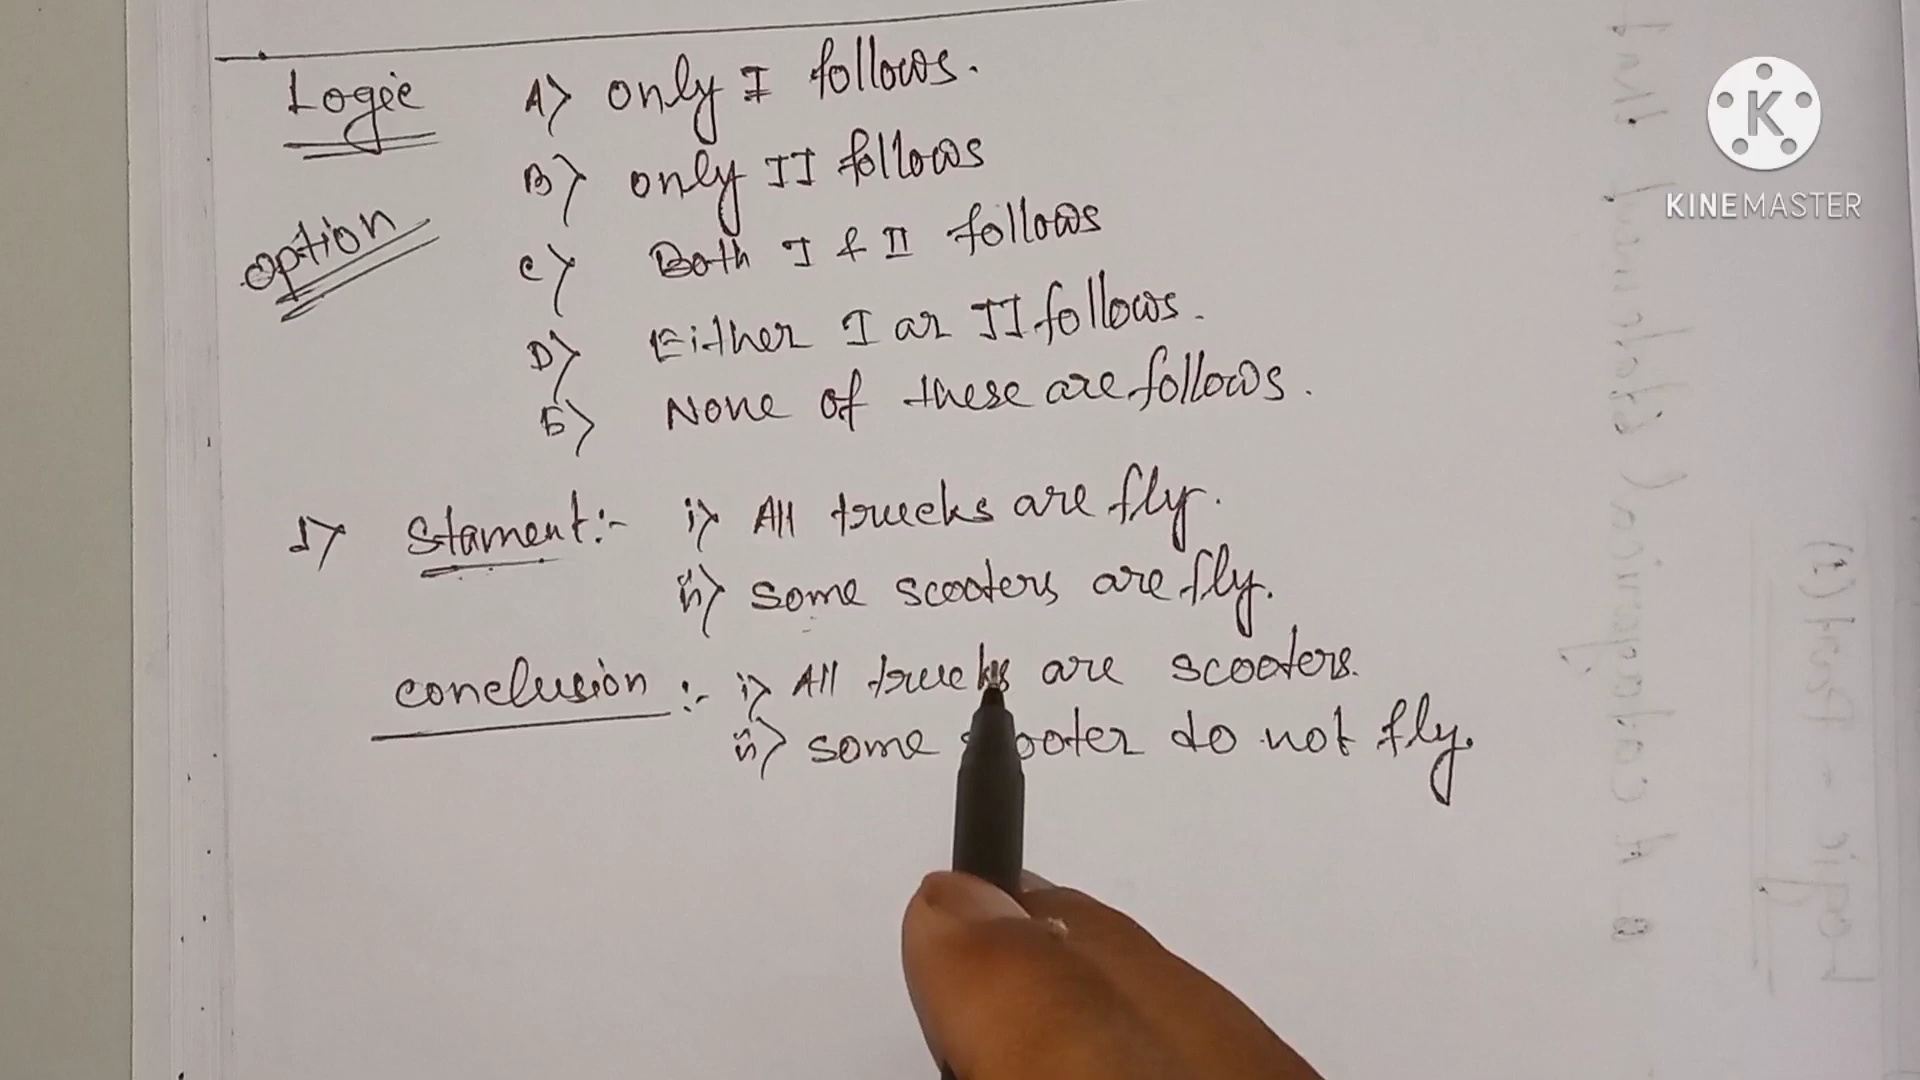 Logic A) only I follows.
B) only II follows
option
C) Both I & II follows
D) Either I ar II follows.
E) None of these are follows.
1) Stament:- i) All trucks are fly.
ii) some scooters are fly.
conclusion :- i) All trucks are scooters.
ii) some scooter do not fly.
K
KINEMASTER